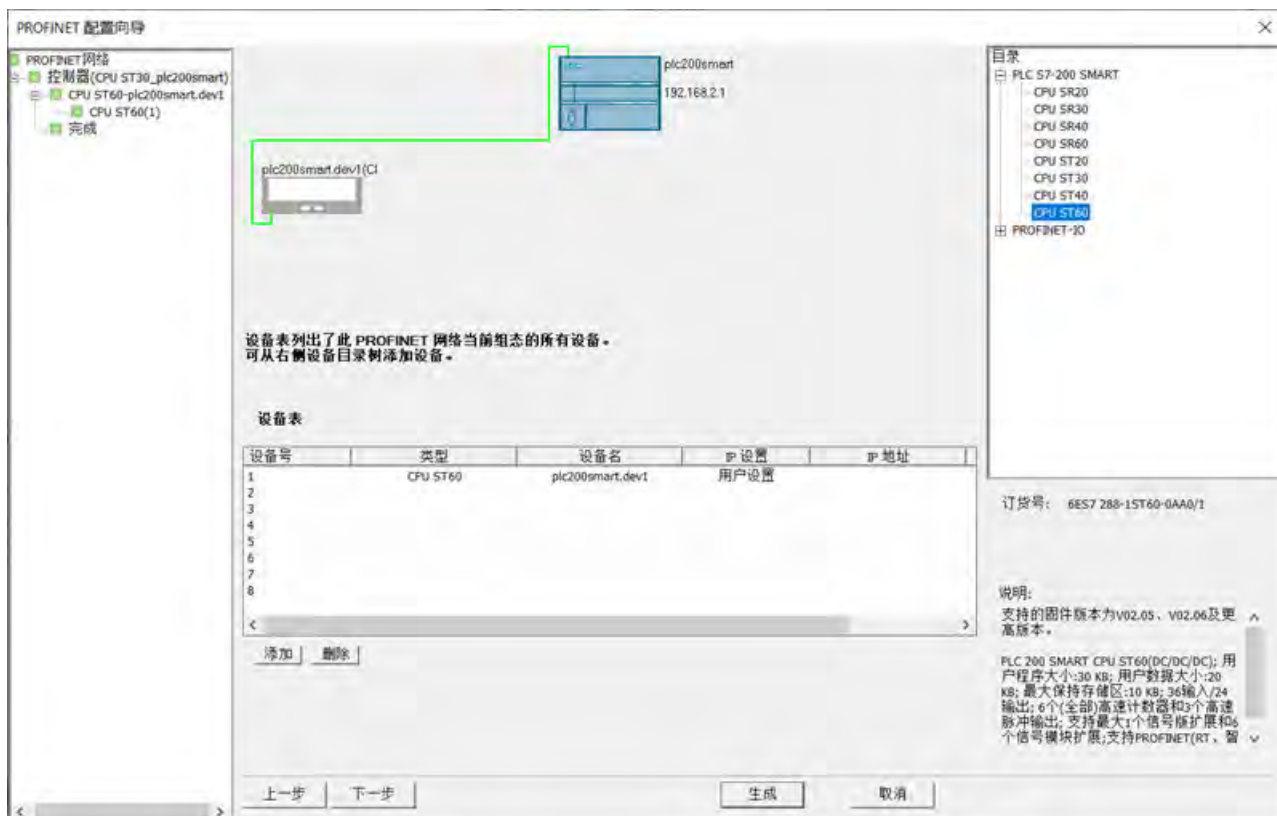 PROFINET 配置向导
PROFINET网络
控制器(CPU ST30_plc200smart)
CPU ST60-plc200smart.dev1
CPU ST60(1)
完成
plc200smart
192.168.2.1
plc200smart.dev1(CI
设备表列出了此 PROFINET 网络当前组态的所有设备。
可从右侧设备目录树添加设备。
设备表
设备号 类型 设备名 IP 设置 IP 地址
1 CPU ST60 plc200smart.dev1 用户设置
2
3
4
5
6
7
8
添加 删除
上一步 下一步 生成 取消
目录
PLC S7-200 SMART
CPU SR20
CPU SR30
CPU SR40
CPU SR60
CPU ST20
CPU ST30
CPU ST40
CPU ST60
PROFINET-IO
订货号: 6ES7 288-1ST60-0AA0/1
说明:
支持的固件版本为V02.05、V02.06及更
高版本。
PLC 200 SMART CPU ST60(DC/DC/DC); 用
户程序大小:30 KB; 用户数据大小:20
KB; 最大保持存储区:10 KB; 36输入/24
输出; 6个(全部)高速计数器和3个高速
脉冲输出; 支持最大1个信号版扩展和6
个信号模块扩展;支持PROFINET(RT、智